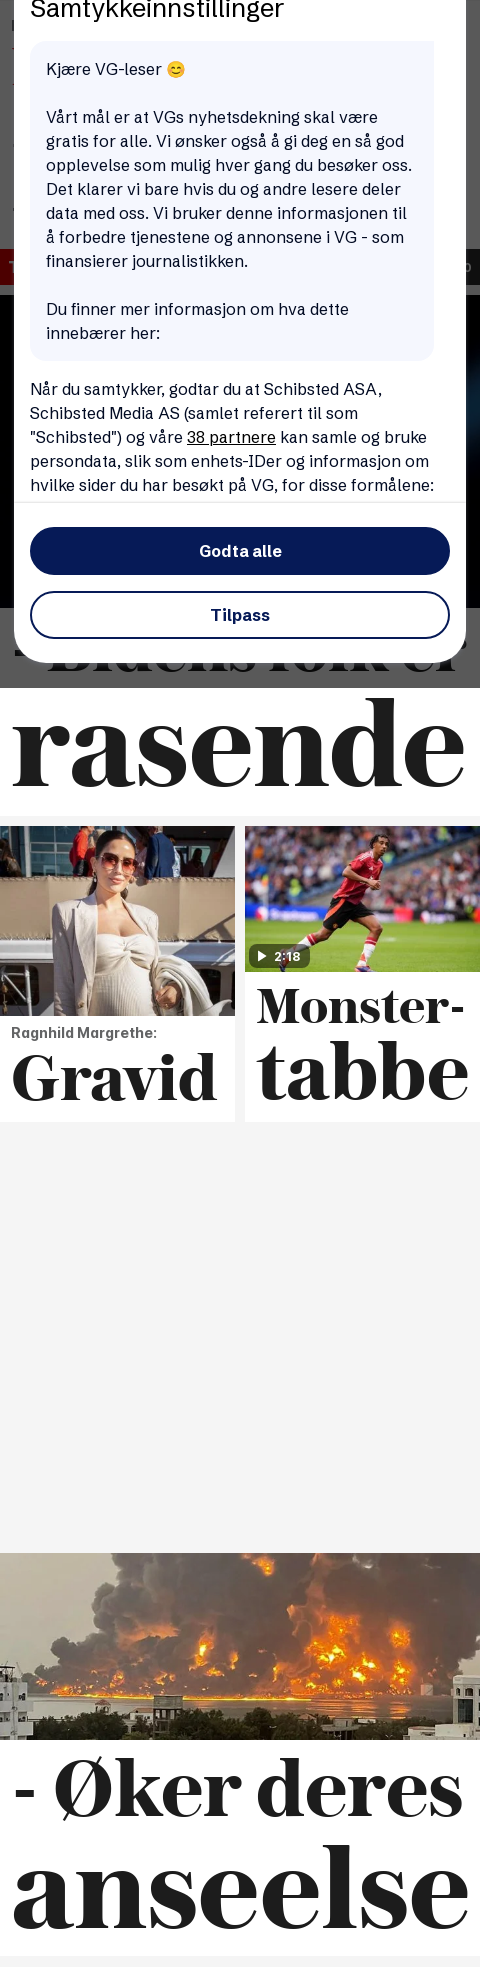 Samtykkeinnstillinger
Kjære VG-leser 😊
Vårt mål er at VGs nyhetsdekning skal være
gratis for alle. Vi ønsker også å gi deg en så god
opplevelse som mulig hver gang du besøker oss.
Det klarer vi bare hvis du og andre lesere deler
data med oss. Vi bruker denne informasjonen til
å forbedre tjenestene og annonsene i VG - som
finansierer journalistikken.
Du finner mer informasjon om hva dette
innebærer her:
Når du samtykker, godtar du at Schibsted ASA,
Schibsted Media AS (samlet referert til som
"Schibsted") og våre 38 partnere kan samle og bruke
persondata, slik som enhets-IDer og informasjon om
hvilke sider du har besøkt på VG, for disse formålene:
Godta alle
Tilpass
- Bidens folk er
rasende
2:18
Ragnhild Margrethe:
Gravid
Monster-
tabbe
- Øker deres
anseelse